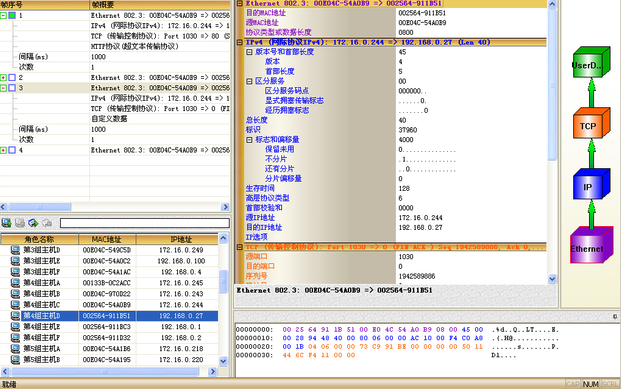 帧序号 帧概要
1 Ethernet 802.3: 00E04C-54A0B9 => 00256
IPv4 (网际协议IPv4): 172.16.0.244 => 1
TCP (传输控制协议): Port 1030 => 80 (S
HTTP协议(超文本传输协议)
间隔(ms) 1000
次数 1
2 Ethernet 802.3: 00E04C-54A0B9 => 00256
3 Ethernet 802.3: 00E04C-54A0B9 => 00256
IPv4 (网际协议IPv4): 172.16.0.244 => 1
TCP (传输控制协议): Port 1030 => 0 (FI
自定义数据
间隔(ms) 1000
次数 1
4 Ethernet 802.3: 00E04C-54A0B9 => 00256
角色名称 MAC地址 IP地址
第3组主机D 00E04C-549C5D 172.16.0.249
第3组主机E 00E04C-54A0C2 192.168.0.100
第3组主机F 00E04C-54A1AC 192.168.0.4
第4组主机A 00133B-0C2ACC 172.16.0.245
第4组主机B 00E04C-970D22 172.16.0.243
第4组主机C 00E04C-54A0B9 172.16.0.244
第4组主机D 002564-911B51 192.168.0.27
第4组主机E 002564-911BC3 192.168.0.1
第4组主机F 002564-911D32 192.168.0.2
第5组主机A 00E04C-54A1B6 172.16.0.218
00E04C-54A195 172.16.0.220
就绪
Ethernet 802.3: 00E04C-54A0B9 => 002564-911B51
目的MAC地址 002564-911B51
源MAC地址 00E04C-54A0B9
协议类型或数据长度 0800
IPv4 (网际协议IPv4): 172.16.0.244 => 192.168.0.27 (Len 40)
版本号和首部长度 45
版本 4
首部长度 5
区分服务 00
区分服务码点 000000..
显式拥塞传输标志 ......0.
经历拥塞标志 .......0
总长度 40
标识 37960
标志和偏移量 4000
保留未用 0...............
不分片 .1..............
还有分片 ..0.............
分片偏移量 0
生存时间 128
高层协议类型 6
首部校验和 0000
源IP地址 172.16.0.244
目的IP地址 192.168.0.27
IP选项
TCP (传输控制协议): Port 1030 => 0 (FIN ACK ) Seq 1942589886, Ack 0,
源端口 1030
目的端口 0
序列号 1942589886
Ethernet 802.3: 00E04C-54A0B9 => 002564-911B51
00000000: 00 25 64 91 1B 51 00 E0 4C 54 A0 B9 08 00 45 00 .%d..Q..LT....E.
00000010: 00 28 94 48 40 00 80 06 00 00 AC 10 00 F4 C0 A8 .(.H@...........
00000020: 00 1B 04 06 00 00 73 C9 91 BE 00 00 00 00 50 11 ......s.......P.
00000030: 44 6C F4 11 00 00 Dl....
UserD..
TCP
IP
Ethernet
CAP NUM SCRL